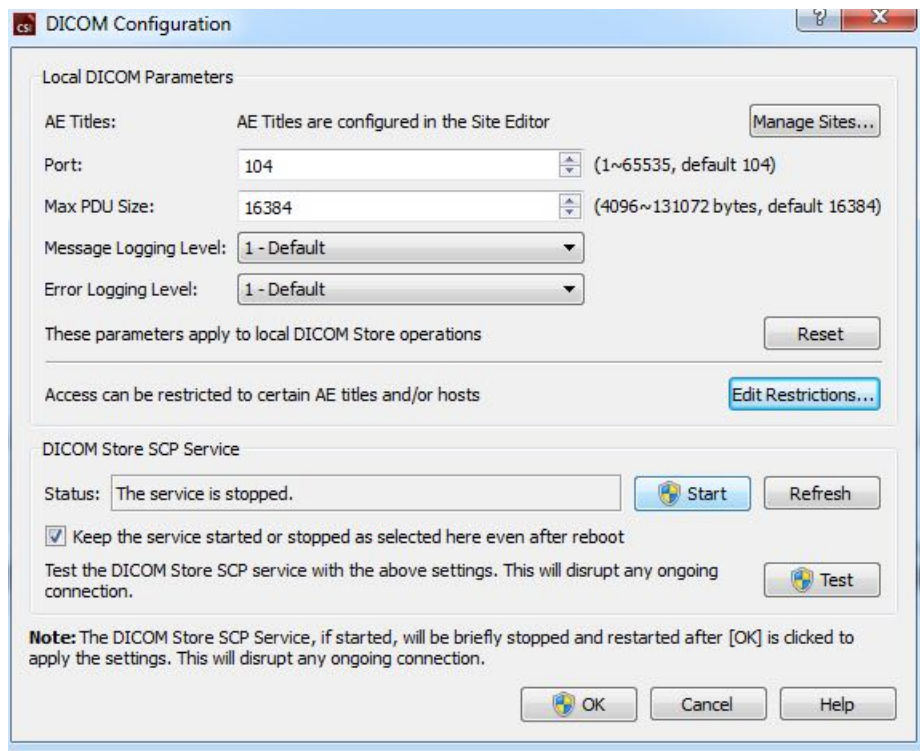 CSI DICOM Configuration ?
Local DICOM Parameters
AE Titles: AE Titles are configured in the Site Editor Manage Sites...
Port: 104 (1~65535, default 104)
Max PDU Size: 16384 (4096~131072 bytes, default 16384)
Message Logging Level: 1 - Default
Error Logging Level: 1 - Default
These parameters apply to local DICOM Store operations Reset
Access can be restricted to certain AE titles and/or hosts Edit Restrictions...
DICOM Store SCP Service
Status: The service is stopped. Start Refresh
Keep the service started or stopped as selected here even after reboot
Test the DICOM Store SCP service with the above settings. This will disrupt any ongoing
connection. Test
Note: The DICOM Store SCP Service, if started, will be briefly stopped and restarted after [OK] is clicked to
apply the settings. This will disrupt any ongoing connection.
OK Cancel Help